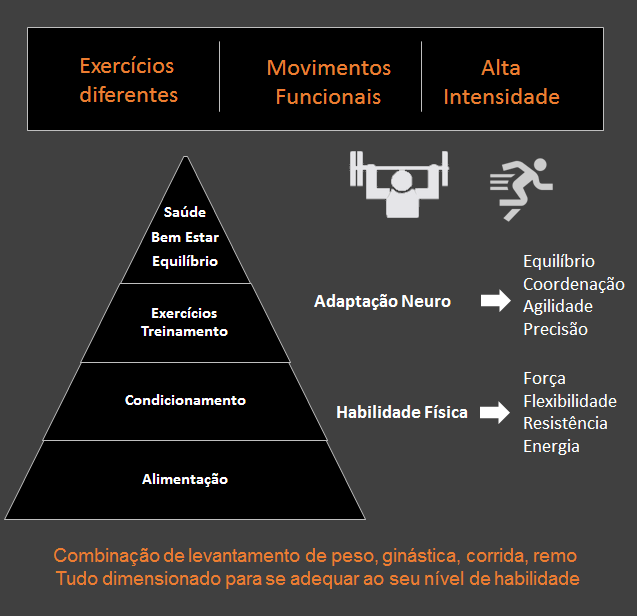 Exercícios
diferentes
Movimentos
Funcionais
Alta
Intensidade
Saúde
Bem Estar
Equilíbrio
Exercícios
Treinamento
Condicionamento
Alimentação
Adaptação Neuro
Equilíbrio
Coordenação
Agilidade
Precisão
Habilidade Física
Força
Flexibilidade
Resistência
Energia
Combinação de levantamento de peso, ginástica, corrida, remo
Tudo dimensionado para se adequar ao seu nível de habilidade